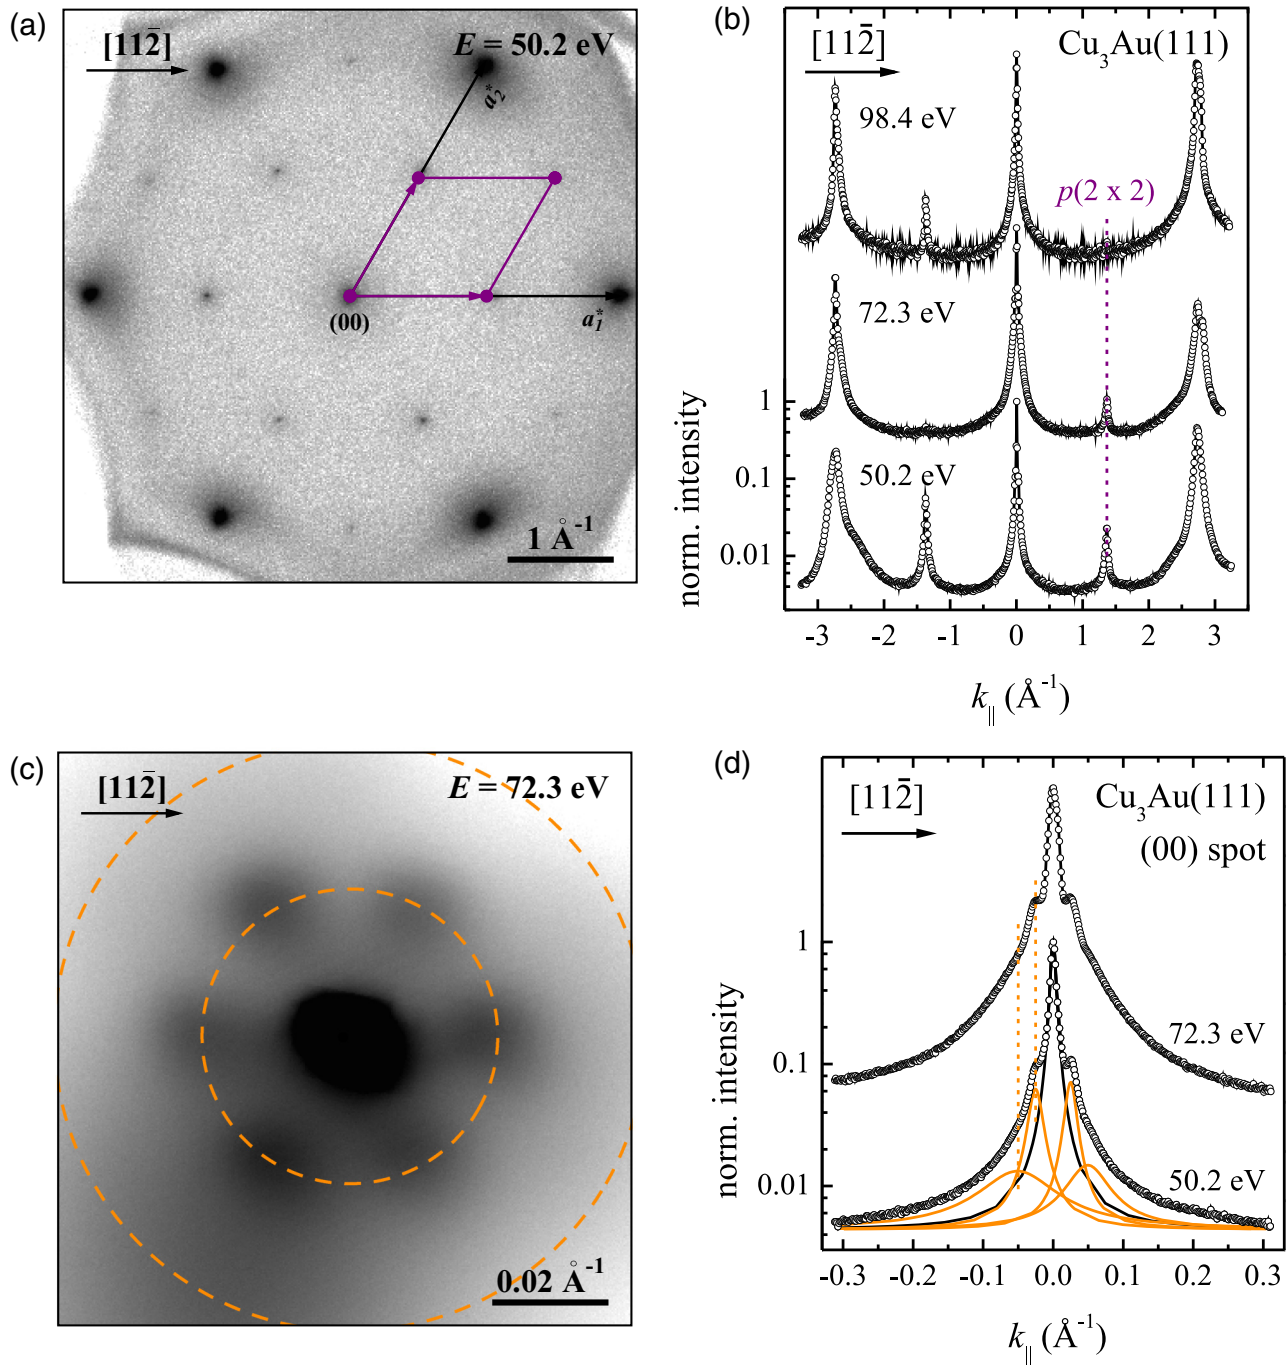 (a)
[112̄]
E = 50.2 eV
a₂*
(00)
a₁*
1 Å⁻¹
(b)
[112̄]
Cu₃Au(111)
98.4 eV
p(2 x 2)
72.3 eV
50.2 eV
1
0.1
0.01
norm. intensity
-3 -2 -1 0 1 2 3
k∥ (Å⁻¹)
(c)
[112̄]
E = 72.3 eV
0.02 Å⁻¹
(d)
[112̄]
Cu₃Au(111)
(00) spot
72.3 eV
50.2 eV
1
0.1
0.01
norm. intensity
-0.3 -0.2 -0.1 0.0 0.1 0.2 0.3
k∥ (Å⁻¹)